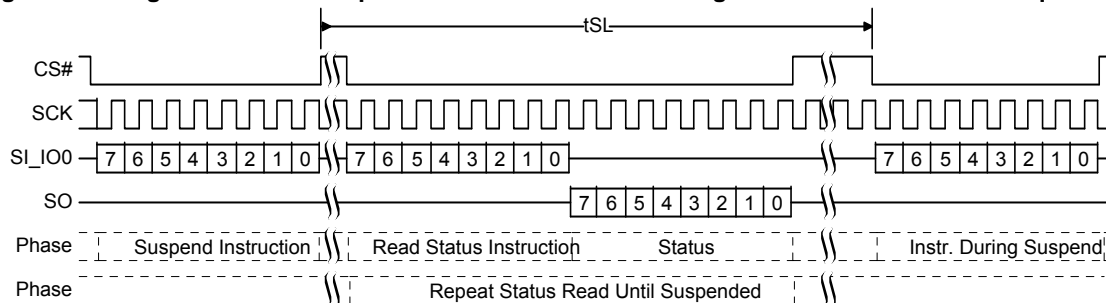 tSL
CS#
SCK
SI_IO0 7 6 5 4 3 2 1 0 7 6 5 4 3 2 1 0 7 6 5 4 3 2 1 0
SO 7 6 5 4 3 2 1 0
Phase Suspend Instruction Read Status Instruction Status Instr. During Suspend
Phase Repeat Status Read Until Suspended